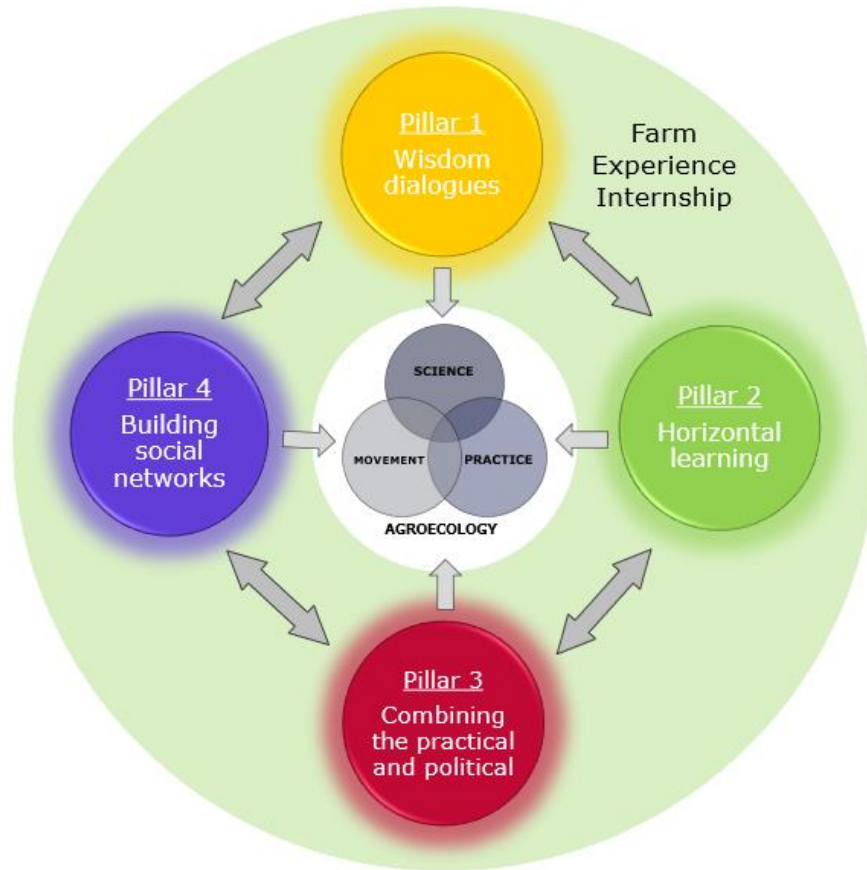 Pillar 1
Wisdom
dialogues
Farm
Experience
Internship
Pillar 4
Building
social
networks
SCIENCE
MOVEMENT
PRACTICE
AGROECOLOGY
Pillar 2
Horizontal
learning
Pillar 3
Combining
the practical
and political